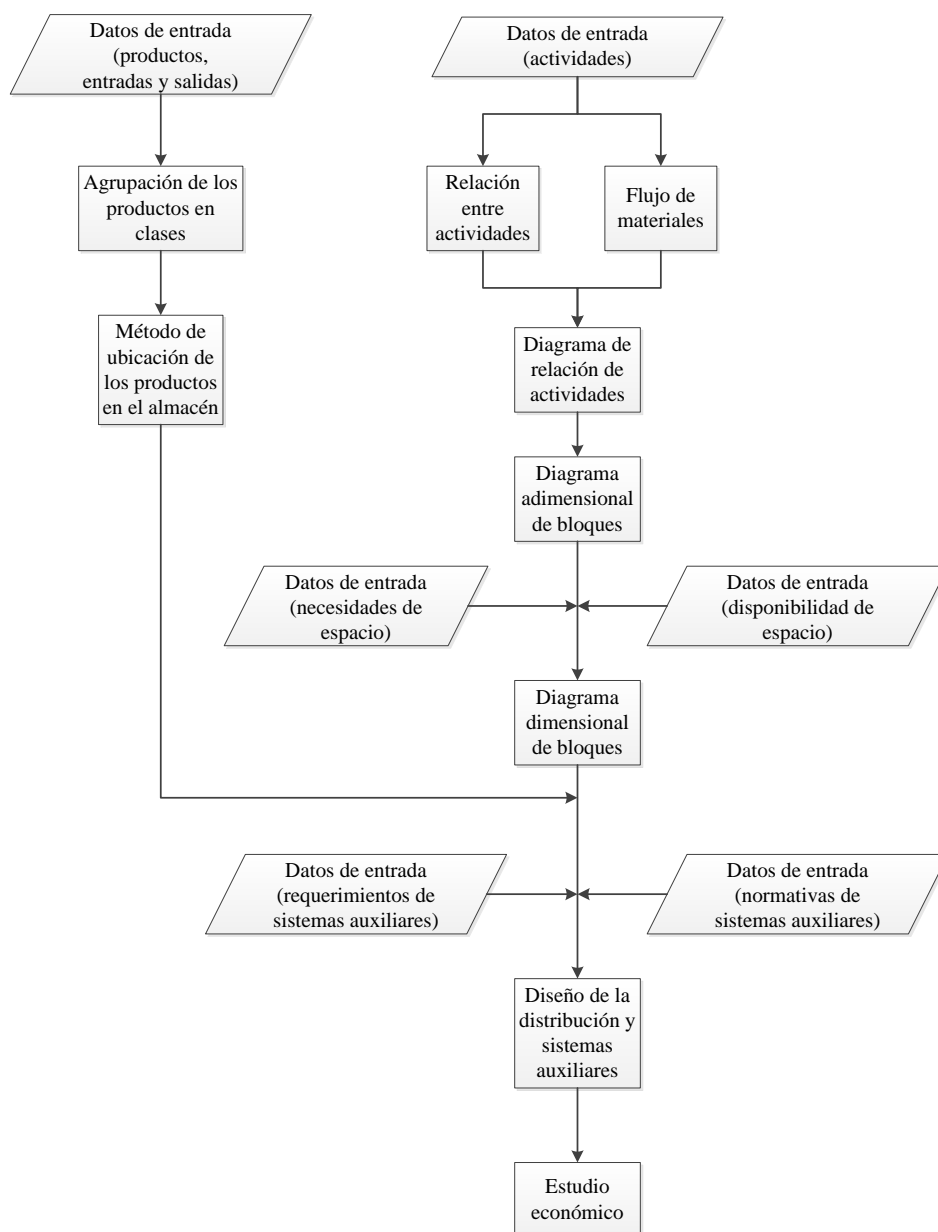 Datos de entrada
(productos,
entradas y salidas)
Datos de entrada
(actividades)
Agrupación de los
productos en
clases
Relación
entre
actividades
Flujo de
materiales
Método de
ubicación de
los productos
en el almacén
Diagrama de
relación de
actividades
Diagrama
adimensional
de bloques
Datos de entrada
(necesidades de
espacio)
Datos de entrada
(disponibilidad de
espacio)
Diagrama
dimensional
de bloques
Datos de entrada
(requerimientos de
sistemas auxiliares)
Datos de entrada
(normativas de
sistemas auxiliares)
Diseño de la
distribución y
sistemas
auxiliares
Estudio
económico